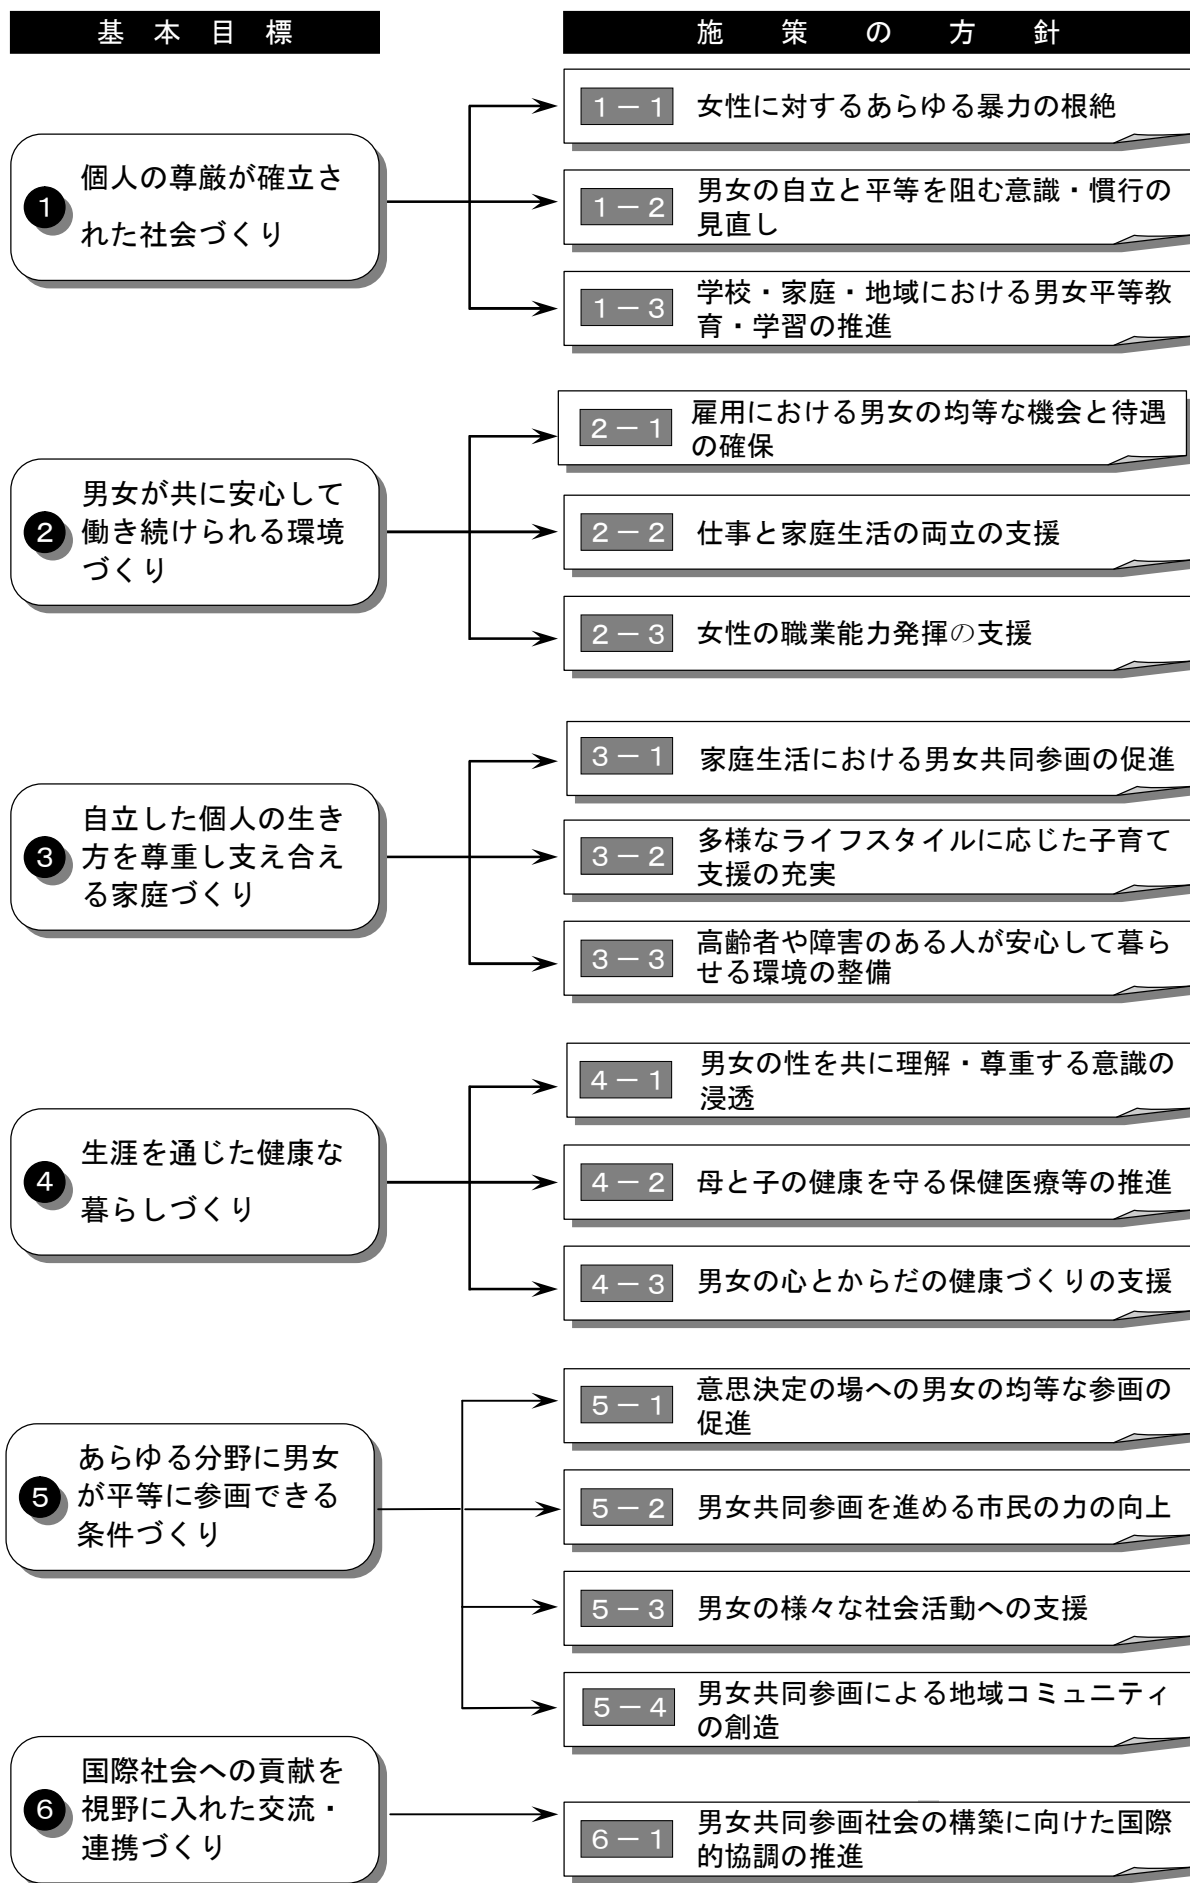 基本目標
施策の方針
1 個人の尊厳が確立さ
れた社会づくり
1－1 女性に対するあらゆる暴力の根絶
1－2 男女の自立と平等を阻む意識・慣行の
見直し
1－3 学校・家庭・地域における男女平等教
育・学習の推進
2 男女が共に安心して
働き続けられる環境
づくり
2－1 雇用における男女の均等な機会と待遇
の確保
2－2 仕事と家庭生活の両立の支援
2－3 女性の職業能力発揮の支援
3 自立した個人の生き
方を尊重し支え合え
る家庭づくり
3－1 家庭生活における男女共同参画の促進
3－2 多様なライフスタイルに応じた子育て
支援の充実
3－3 高齢者や障害のある人が安心して暮ら
せる環境の整備
4 生涯を通じた健康な
暮らしづくり
4－1 男女の性を共に理解・尊重する意識の
浸透
4－2 母と子の健康を守る保健医療等の推進
4－3 男女の心とからだの健康づくりの支援
5 あらゆる分野に男女
が平等に参画できる
条件づくり
5－1 意思決定の場への男女の均等な参画の
促進
5－2 男女共同参画を進める市民の力の向上
5－3 男女の様々な社会活動への支援
5－4 男女共同参画による地域コミュニティ
の創造
6 国際社会への貢献を
視野に入れた交流・
連携づくり
6－1 男女共同参画社会の構築に向けた国際
的協調の推進